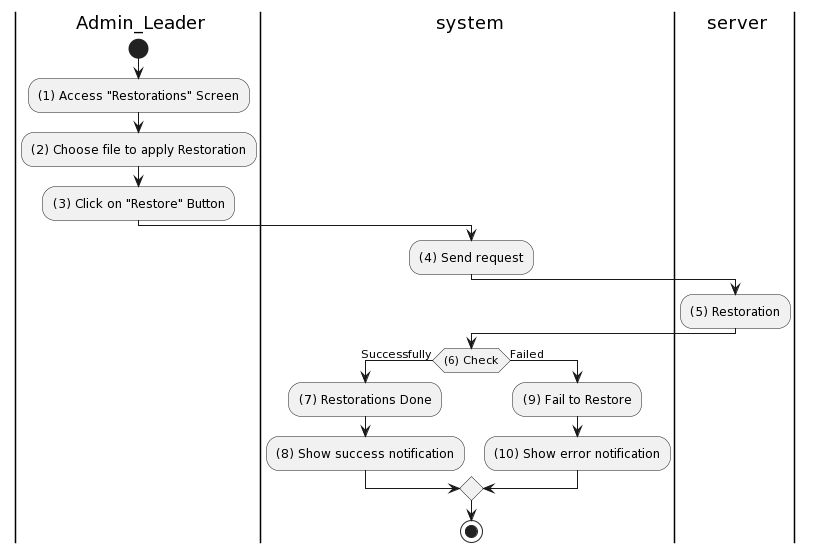 Admin_Leader
system
server
(1) Access "Restorations" Screen
(2) Choose file to apply Restoration
(3) Click on "Restore" Button
(4) Send request
(5) Restoration
Successfully
(6) Check
Failed
(7) Restorations Done
(9) Fail to Restore
(8) Show success notification
(10) Show error notification